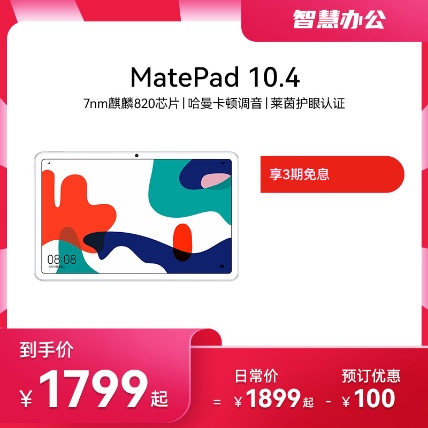 智慧办公
MatePad 10.4
7nm麒麟820芯片|哈曼卡顿调音|莱茵护眼认证
享3期免息
08:08
到手价
¥1799起
=
日常价
¥1899起
-
预订优惠
¥100